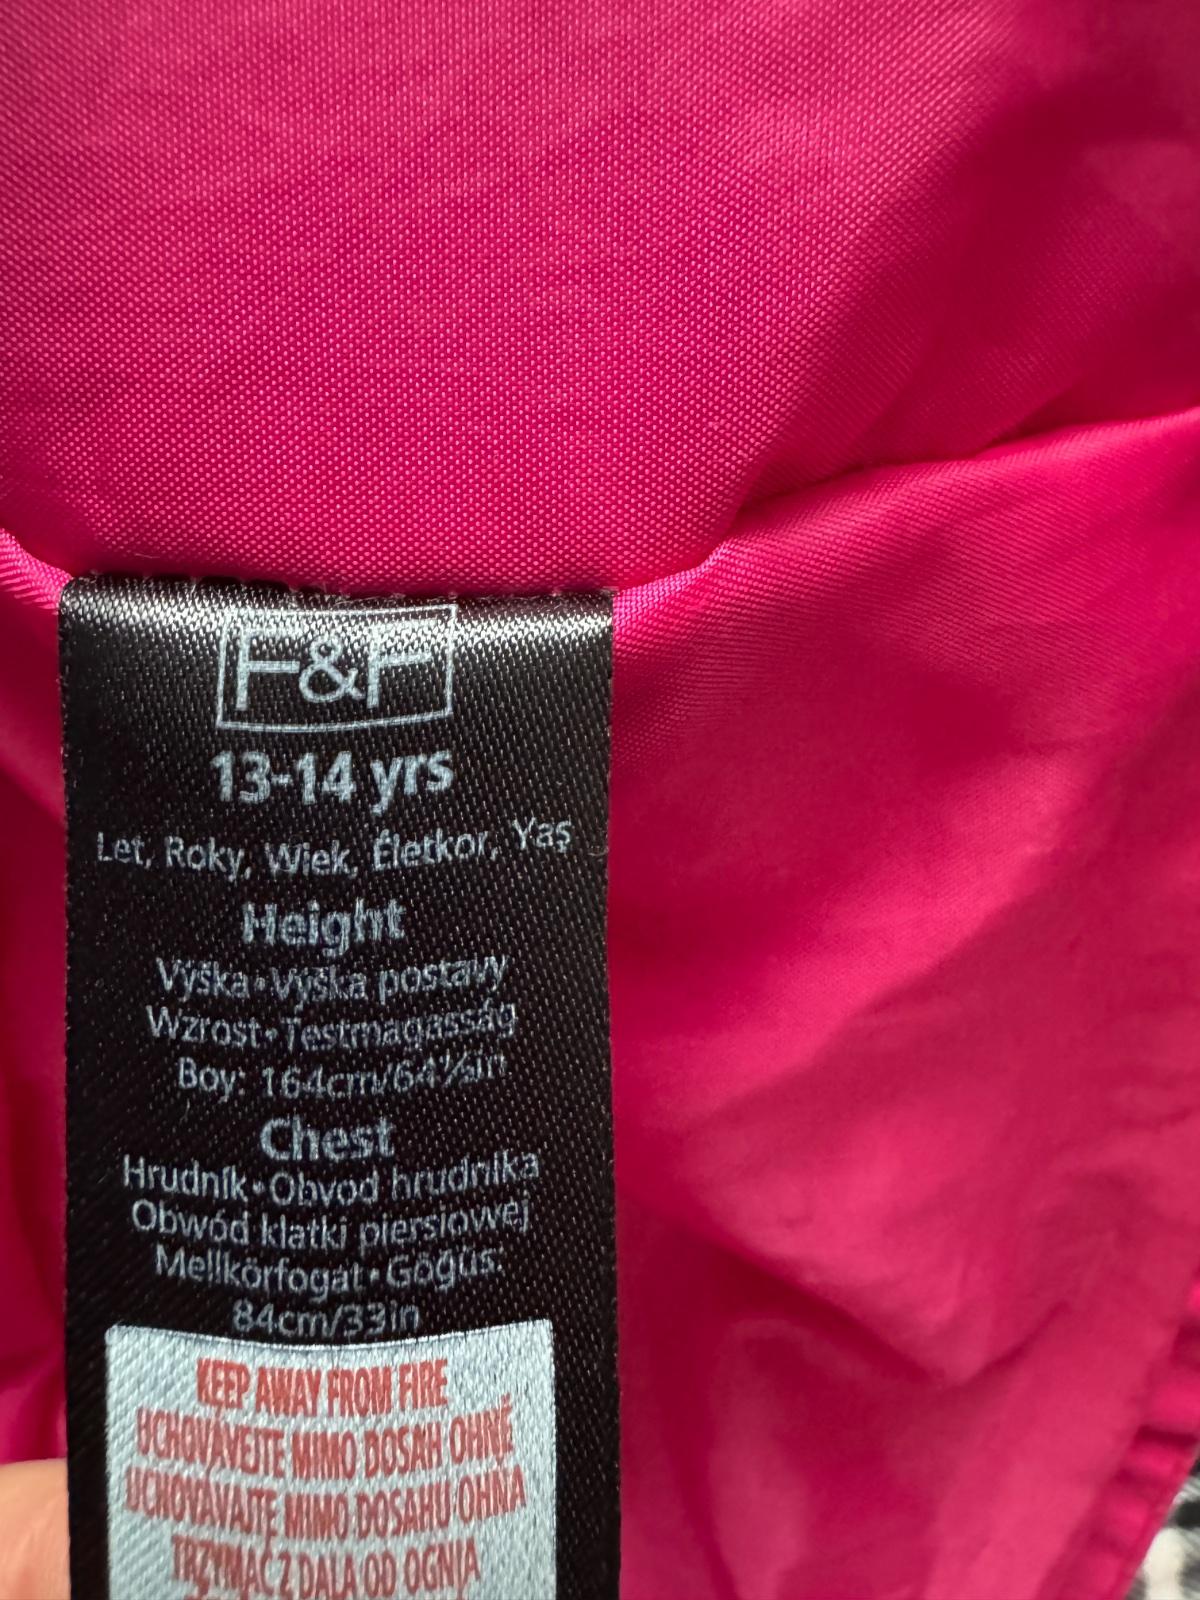 F&F
13-14 yrs
Let, Roky, Wiek, Életkor, Yaş
Height
Výška•Výška postavy
Wzrost•Testmagasság
Boy: 164cm/64½in
Chest
Hrudník•Obvod hrudníka
Obwód klatki piersiowej
Mellkörfogat•Göğüs:
84cm/33in
KEEP AWAY FROM FIRE
UCHOVÁVEJTE MIMO DOSAH OHNĚ
UCHOVÁVAJTE MIMO DOSAHU OHŇA
TRZYMAĆ Z DALA OD OGNIA